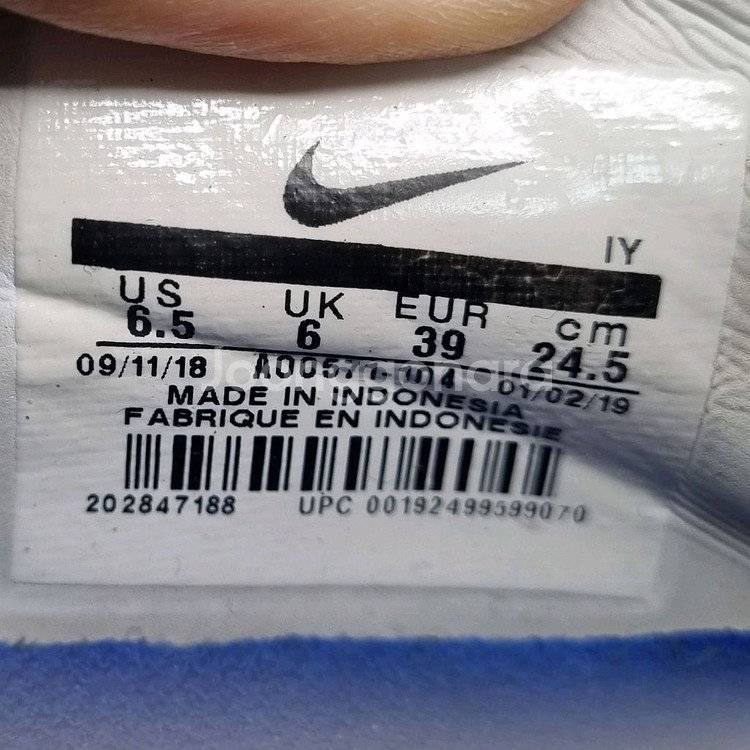 IY
US UK EUR cm
6.5 6 39 24.5
09/11/18 01/02/19
MADE IN INDONESIA
FABRIQUE EN INDONESIE
202847188 UPC 00192499599070